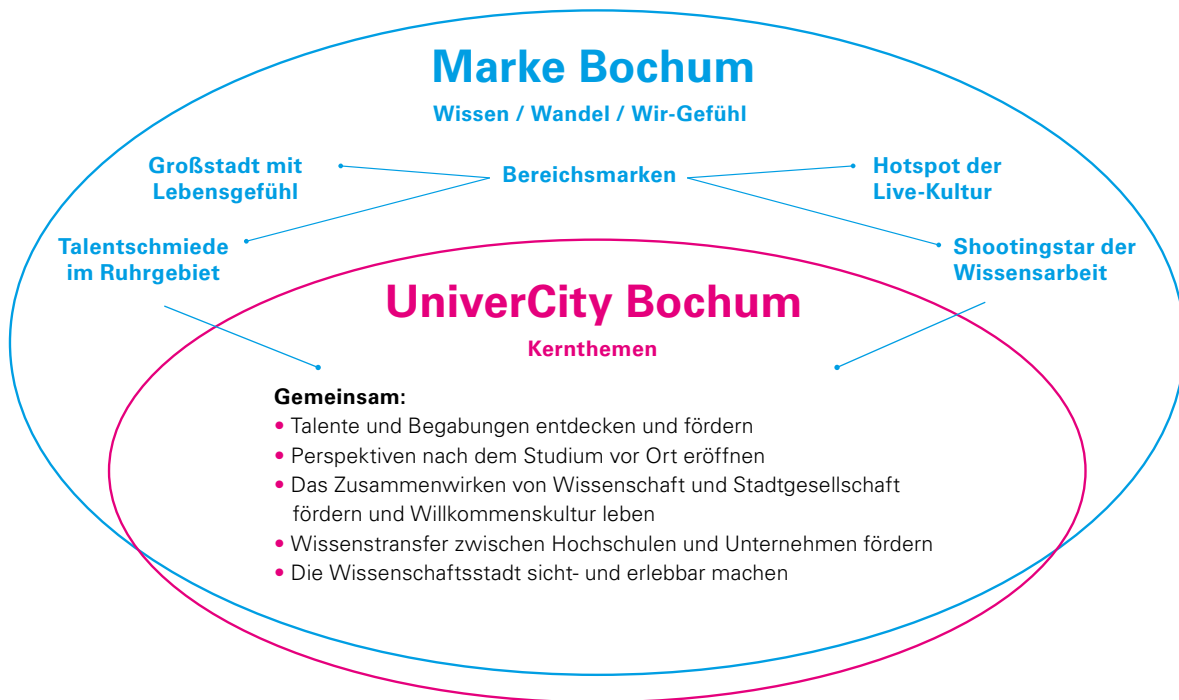 Marke Bochum
Wissen / Wandel / Wir-Gefühl
Großstadt mit
Lebensgefühl
Bereichsmarken
Hotspot der
Live-Kultur
Talentschmiede
im Ruhrgebiet
Shootingstar der
Wissensarbeit
UniverCity Bochum
Kernthemen
Gemeinsam:
• Talente und Begabungen entdecken und fördern
• Perspektiven nach dem Studium vor Ort eröffnen
• Das Zusammenwirken von Wissenschaft und Stadtgesellschaft
fördern und Willkommenskultur leben
• Wissenstransfer zwischen Hochschulen und Unternehmen fördern
• Die Wissenschaftsstadt sicht- und erlebbar machen